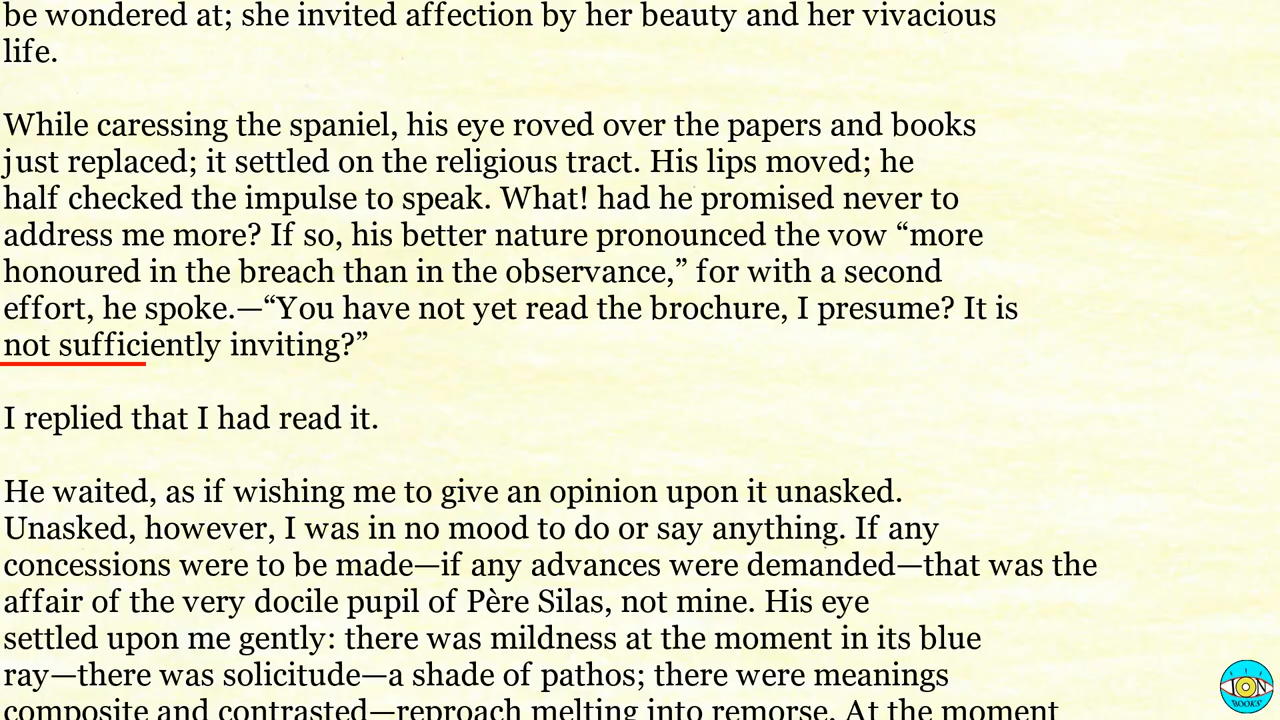 be wondered at; she invited affection by her beauty and her vivacious
life.
While caressing the spaniel, his eye roved over the papers and books
just replaced; it settled on the religious tract. His lips moved; he
half checked the impulse to speak. What! had he promised never to
address me more? If so, his better nature pronounced the vow “more
honoured in the breach than in the observance,” for with a second
effort, he spoke.—“You have not yet read the brochure, I presume? It is
not sufficiently inviting?”
I replied that I had read it.
He waited, as if wishing me to give an opinion upon it unasked.
Unasked, however, I was in no mood to do or say anything. If any
concessions were to be made—if any advances were demanded—that was the
affair of the very docile pupil of Père Silas, not mine. His eye
settled upon me gently: there was mildness at the moment in its blue
ray—there was solicitude—a shade of pathos; there were meanings
composite and contrasted—reproach melting into remorse. At the moment
ION
BOOKS